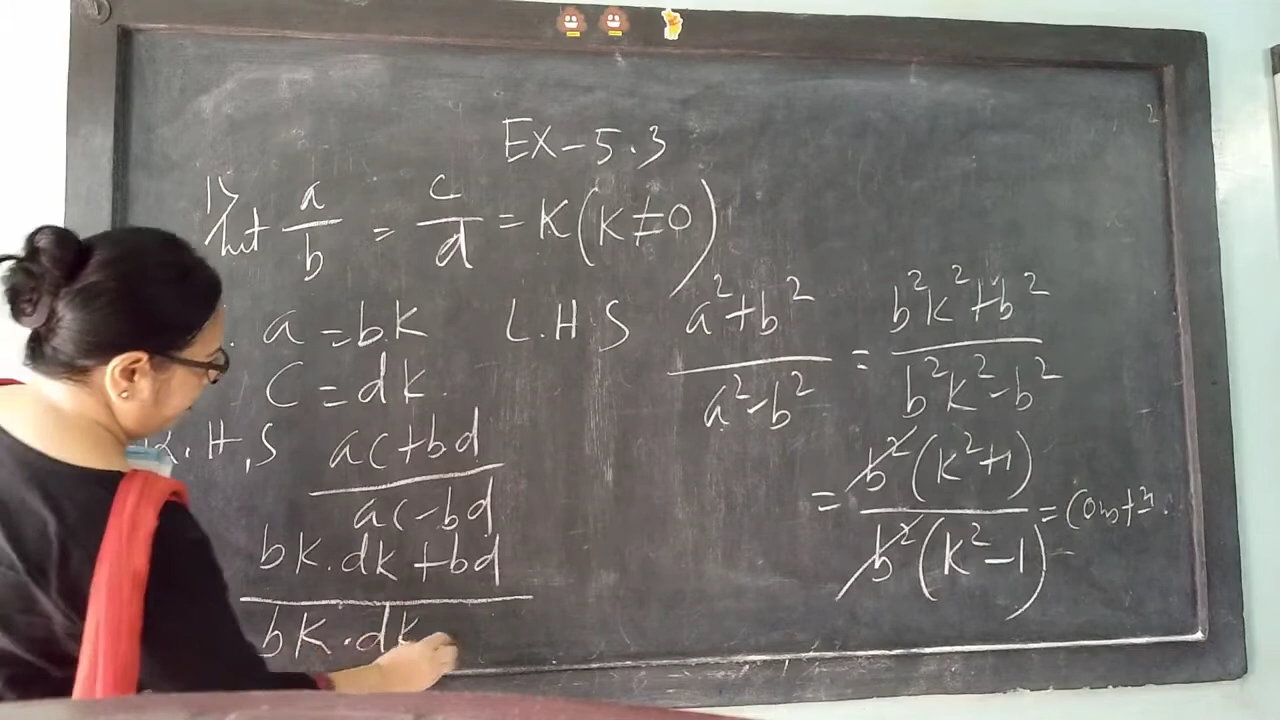 Ex-5.3
1> Let a/b = c/d = K (K≠0)
a = bK
C = dK
L.H.S (a²+b²)/(a²-b²) = (b²K²+b²)/(b²K²-b²)
= b²(K²+1)/b²(K²-1)
R.H.S (ac+bd)/(ac-bd)
(bK.dK+bd)/(bK.dK
2